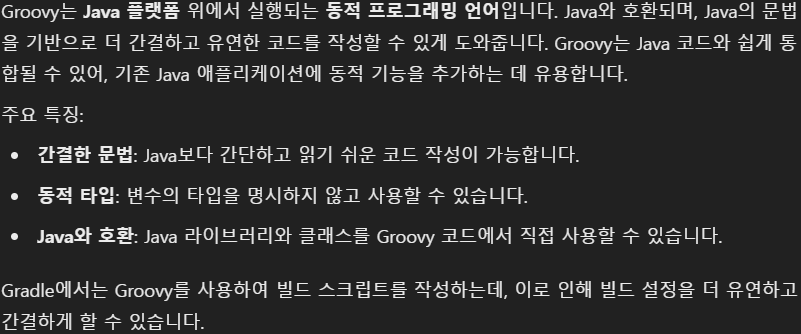 Groovy는 Java 플랫폼 위에서 실행되는 동적 프로그래밍 언어입니다. Java와 호환되며, Java의 문법
을 기반으로 더 간결하고 유연한 코드를 작성할 수 있게 도와줍니다. Groovy는 Java 코드와 쉽게 통
합될 수 있어, 기존 Java 애플리케이션에 동적 기능을 추가하는 데 유용합니다.
주요 특징:
• 간결한 문법: Java보다 간단하고 읽기 쉬운 코드 작성이 가능합니다.
• 동적 타입: 변수의 타입을 명시하지 않고 사용할 수 있습니다.
• Java와 호환: Java 라이브러리와 클래스를 Groovy 코드에서 직접 사용할 수 있습니다.
Gradle에서는 Groovy를 사용하여 빌드 스크립트를 작성하는데, 이로 인해 빌드 설정을 더 유연하고
간결하게 할 수 있습니다.